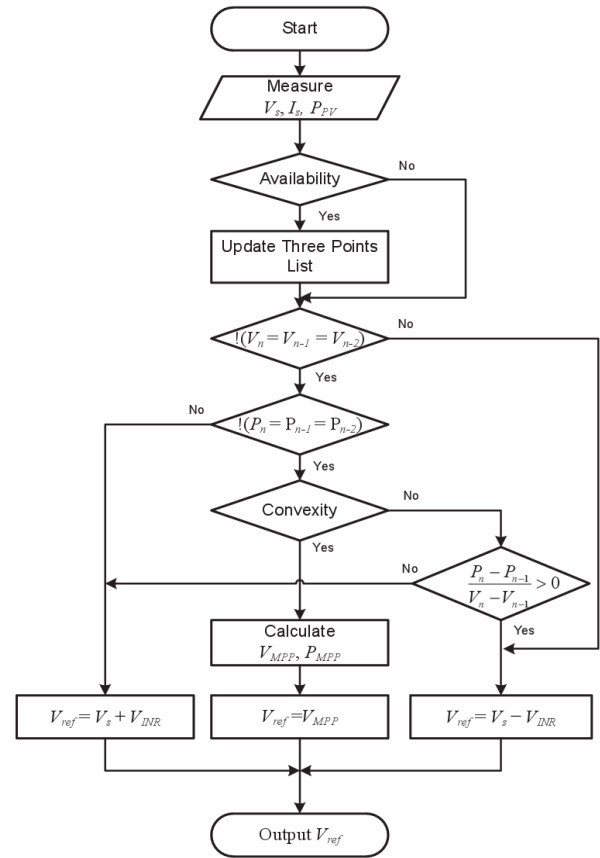 Start
Measure
Vs, Is, PPV
Availability
No
Yes
Update Three Points
List
!(Vn = Vn-1 = Vn-2)
No
Yes
!(Pn = Pn-1 = Pn-2)
No
Yes
Convexity
No
Yes
Pn − Pn−1
Vn − Vn−1
> 0
No
Yes
Calculate
VMPP, PMPP
Vref = Vs + VINR
Vref =VMPP
Vref = Vs − VINR
Output Vref